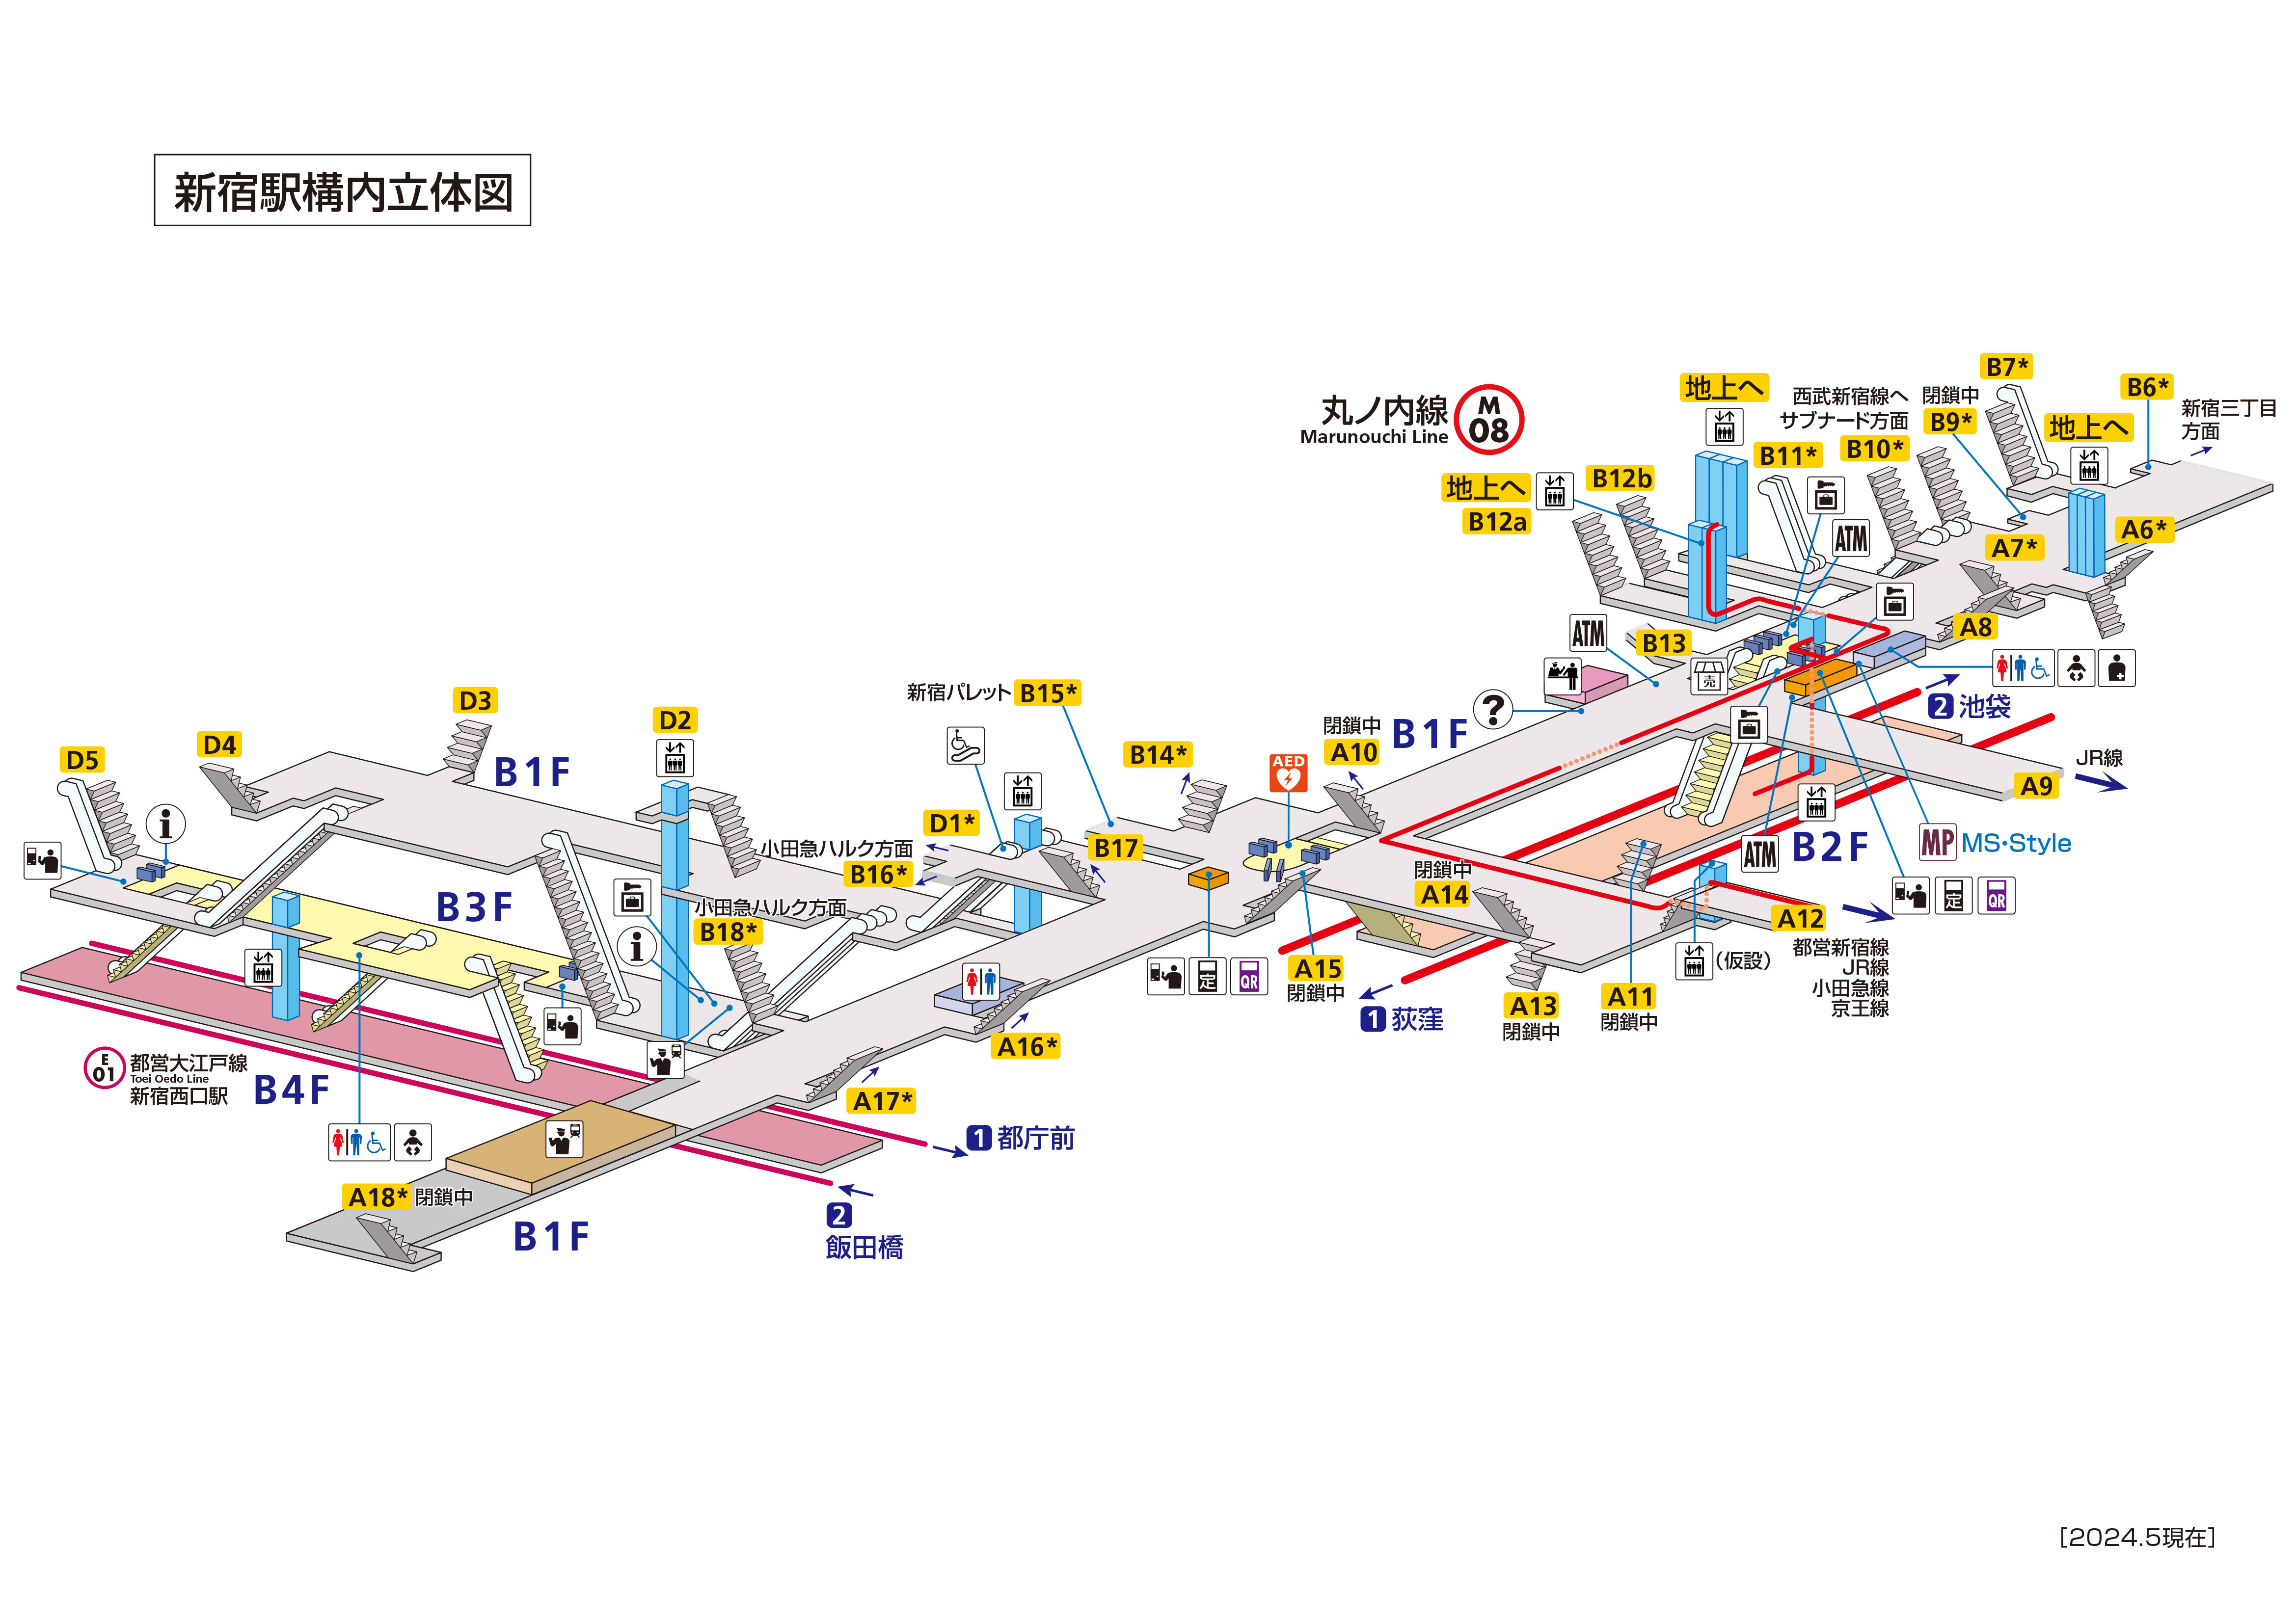 新宿駅構内立体図
丸ノ内線
Marunouchi Line
M
08
地上へ
地上へ
B12a
B12b
B11*
西武新宿線へ
サブナード方面
B10*
閉鎖中
B9*
B7*
地上へ
B6*
新宿三丁目
方面
A7*
A6*
ATM
ATM
B13
A8
売
?
2 池袋
JR線
A9
B1F
閉鎖中
A10
AED
新宿パレット B15*
B14*
B17
D1*
小田急ハルク方面
B16*
小田急ハルク方面
B18*
D2
D3
D4
D5
B1F
B3F
i
i
ATM
B2F
MP MS・Style
定
QR
定
QR
閉鎖中
A14
A15
閉鎖中
1 荻窪
A13
閉鎖中
A11
閉鎖中
(仮設)
A12
都営新宿線
JR線
小田急線
京王線
A16*
A17*
E
01
都営大江戸線
Toei Oedo Line
新宿西口駅
B4F
1 都庁前
2
飯田橋
A18* 閉鎖中
B1F
[2024.5現在]